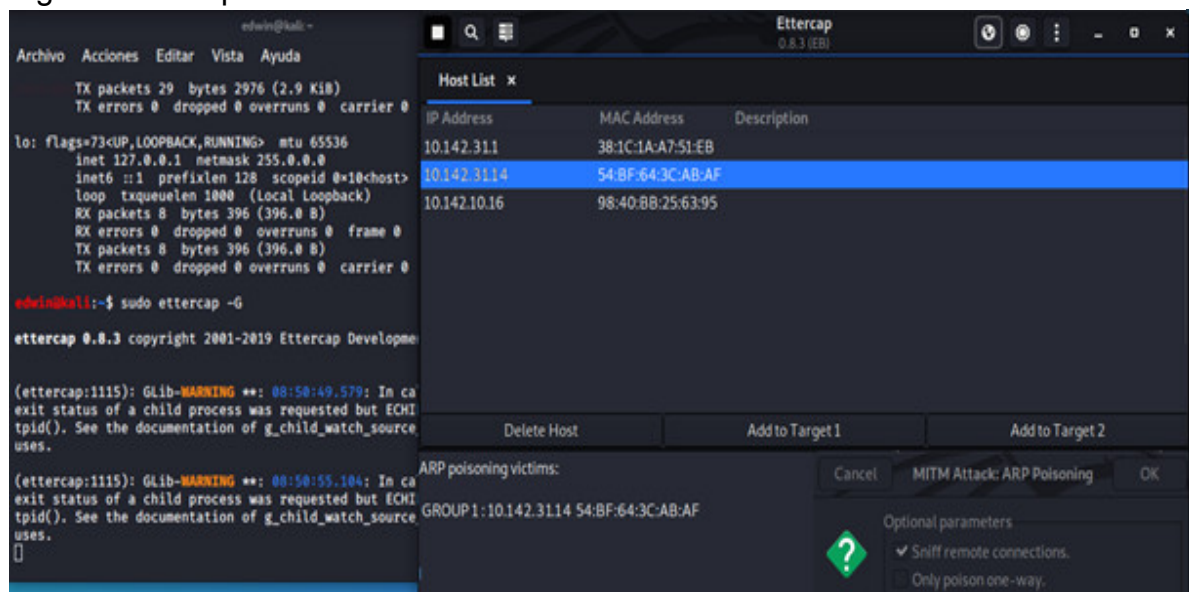 edwin@kali: ~
Archivo Acciones Editar Vista Ayuda
TX packets 29 bytes 2976 (2.9 KiB)
TX errors 0 dropped 0 overruns 0 carrier 0
lo: flags=73<UP,LOOPBACK,RUNNING> mtu 65536
inet 127.0.0.1 netmask 255.0.0.0
inet6 ::1 prefixlen 128 scopeid 0×10<host>
loop txqueuelen 1000 (Local Loopback)
RX packets 8 bytes 396 (396.0 B)
RX errors 0 dropped 0 overruns 0 frame 0
TX packets 8 bytes 396 (396.0 B)
TX errors 0 dropped 0 overruns 0 carrier 0
edwin@kali:~$ sudo ettercap -G
ettercap 0.8.3 copyright 2001-2019 Ettercap Developme
(ettercap:1115): GLib-WARNING **: 08:50:49.579: In ca
exit status of a child process was requested but ECHI
tpid(). See the documentation of g_child_watch_source
uses.
(ettercap:1115): GLib-WARNING **: 08:50:55.104: In ca
exit status of a child process was requested but ECHI
tpid(). See the documentation of g_child_watch_source
uses.
Ettercap
0.8.3 (EB)
Host List ×
IP Address MAC Address Description
10.142.31.1 38:1C:1A:A7:51:EB
10.142.31.14 54:BF:64:3C:AB:AF
10.142.10.16 98:40:BB:25:63:95
Delete Host Add to Target 1 Add to Target 2
ARP poisoning victims:
GROUP 1 : 10.142.31.14 54:BF:64:3C:AB:AF
Cancel MITM Attack: ARP Poisoning OK
Optional parameters
Sniff remote connections.
Only poison one-way.